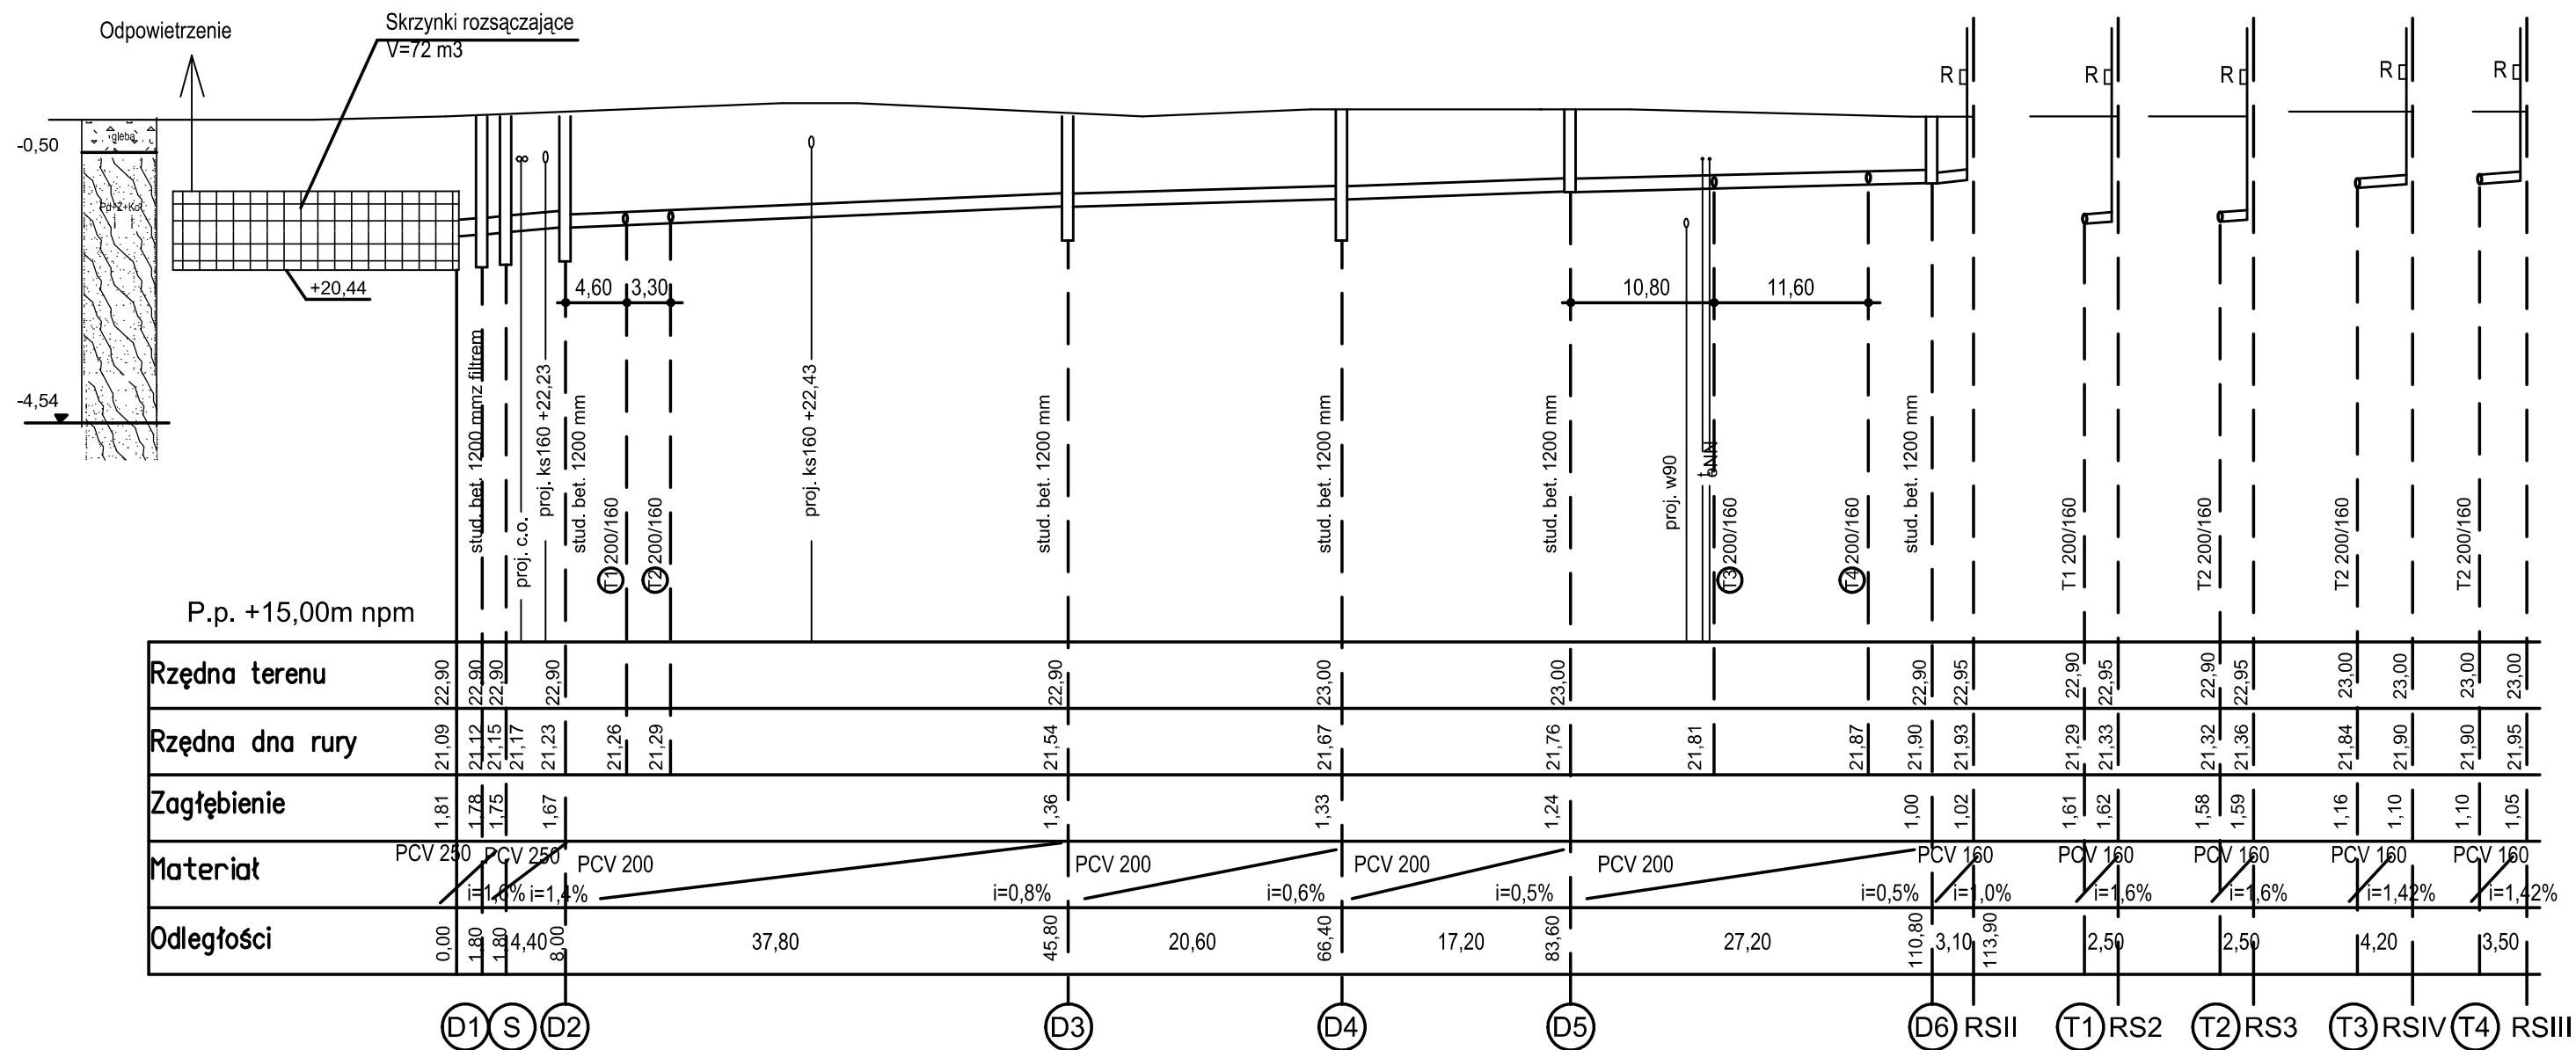 Odpowietrzenie
Skrzynki rozsączające
V=72 m3
R R R R R
gleba
-0,50
Pd+Ż+Ko
+20,44
4,60 3,30 10,80 11,60
-4,54
stud. bet. 1200 mmz filtrem
proj. c.o.
proj. ks160 +22,23
stud. bet. 1200 mm
T1 200/160
T2 200/160
proj. ks160 +22,43
stud. bet. 1200 mm
stud. bet. 1200 mm
stud. bet. 1200 mm
proj. w90
t
eNN
T3 200/160
T4 200/160
stud. bet. 1200 mm
T1 200/160
T2 200/160
T2 200/160
T2 200/160
P.p. +15,00m npm
Rzędna terenu 22,90 22,90 22,90 22,90 22,90 23,00 23,00 22,90 22,95 22,90 22,95 22,90 22,95 23,00 23,00 23,00 23,00
Rzędna dna rury 21,09 21,12 21,15 21,17 21,23 21,26 21,29 21,54 21,67 21,76 21,81 21,87 21,90 21,93 21,29 21,33 21,32 21,36 21,84 21,90 21,90 21,95
Zagłębienie 1,81 1,78 1,75 1,67 1,36 1,33 1,24 1,00 1,02 1,61 1,62 1,58 1,59 1,16 1,10 1,10 1,05
Materiał PCV 250 PCV 250 PCV 200 PCV 200 PCV 200 PCV 200 PCV 160 PCV 160 PCV 160 PCV 160 PCV 160
i=1,6% i=1,4% i=0,8% i=0,6% i=0,5% i=0,5% i=1,0% i=1,6% i=1,6% i=1,42% i=1,42%
Odległości 0,00 1,80 1,80 4,40 8,00 37,80 45,80 20,60 66,40 17,20 83,60 27,20 110,80 3,10 113,90 2,50 2,50 4,20 3,50
D1 S D2 D3 D4 D5 D6 RSII T1 RS2 T2 RS3 T3 RSIV T4 RSIII